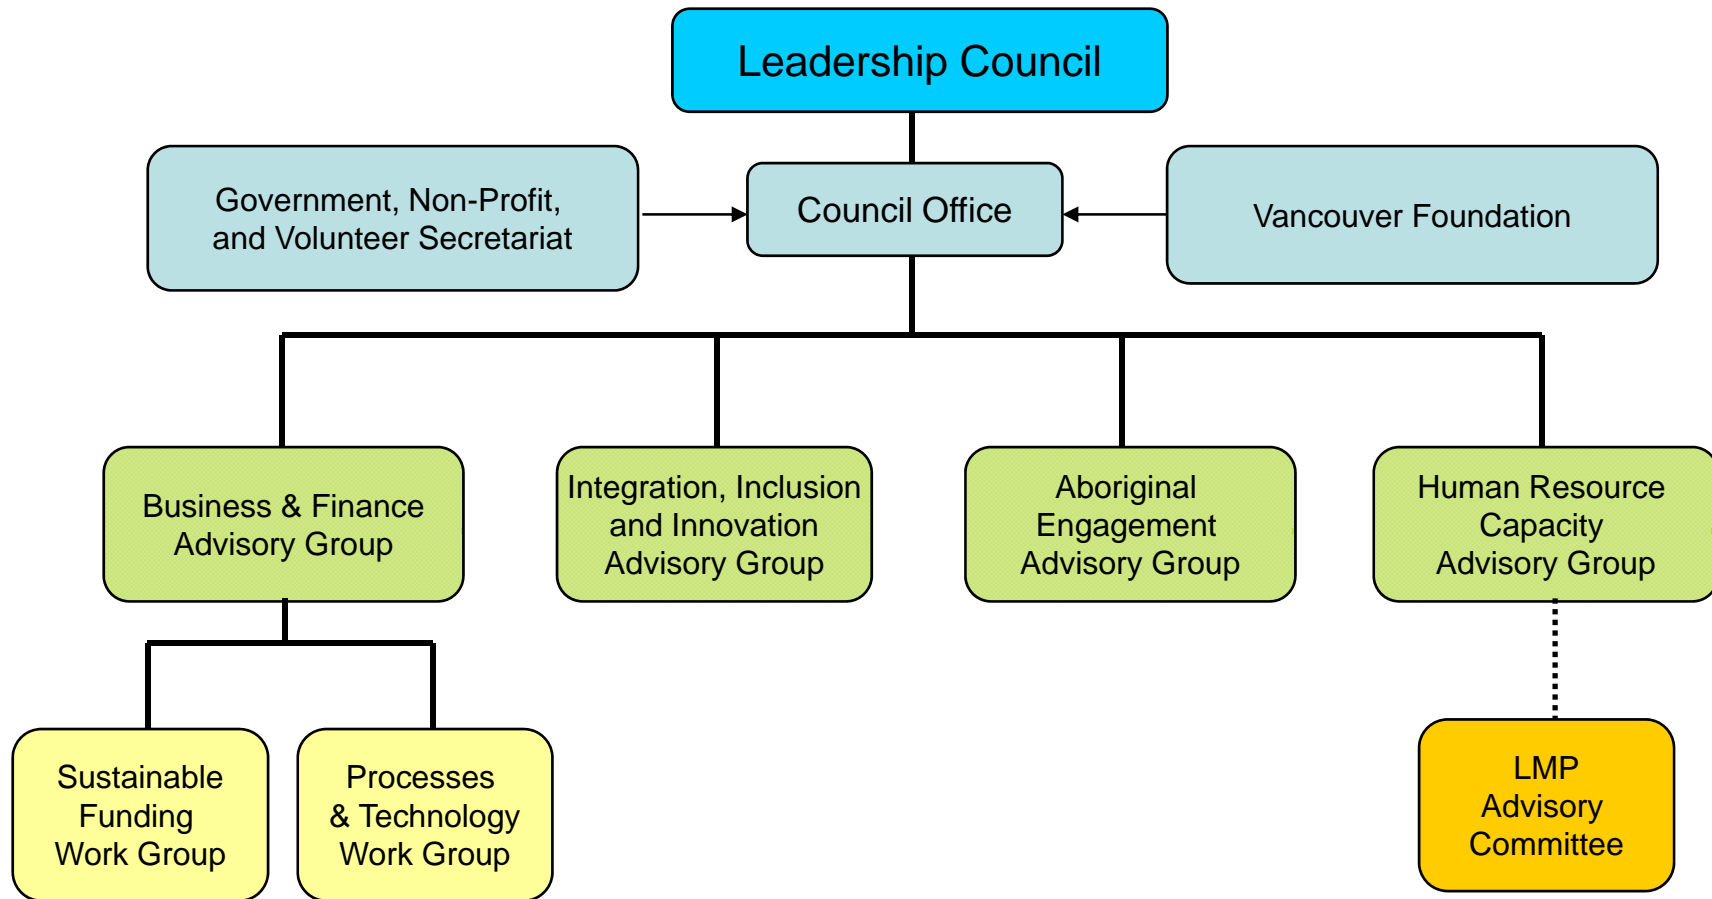 Leadership Council
Government, Non-Profit,
and Volunteer Secretariat
Council Office
Vancouver Foundation
Business & Finance
Advisory Group
Integration, Inclusion
and Innovation
Advisory Group
Aboriginal
Engagement
Advisory Group
Human Resource
Capacity
Advisory Group
Sustainable
Funding
Work Group
Processes
& Technology
Work Group
LMP
Advisory
Committee